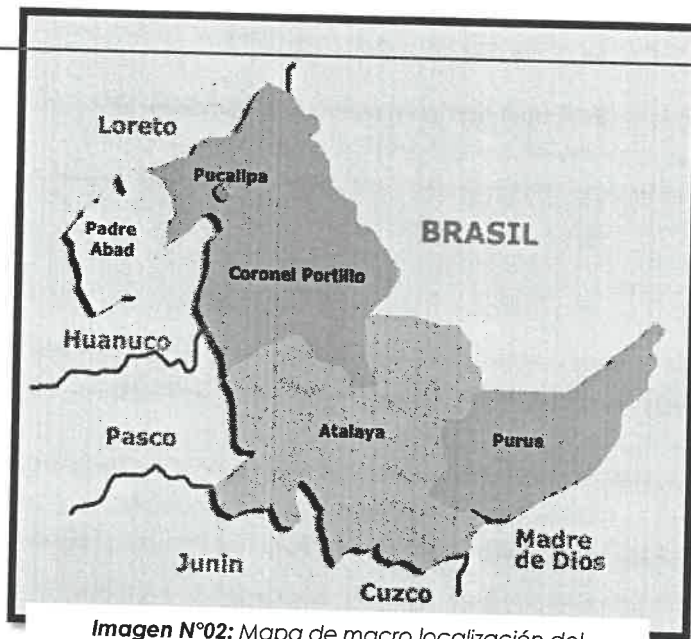 Loreto
Pucallpa
Padre
Abad
BRASIL
Coronel Portillo
Huanuco
Pasco
Atalaya
Purus
Junin
Madre
de Dios
Cuzco
Imagen N°02: Mapa de macro localización del